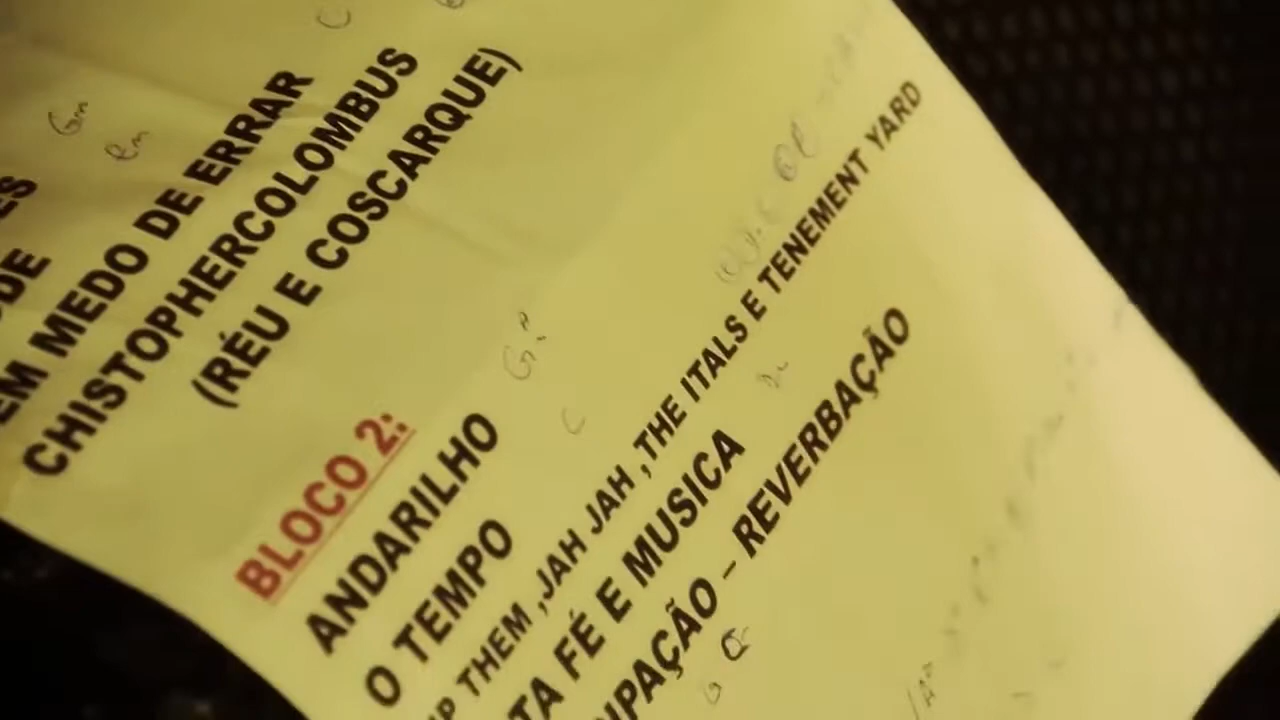 ES
DE
EM MEDO DE ERRAR
CHISTOPHERCOLOMBUS
(RÉU E COSCARQUE)
BLOCO 2:
ANDARILHO
O TEMPO
THEM ,JAH JAH ,THE ITALS E TENEMENT YARD
TA FÉ E MUSICA
IPAÇÃO – REVERBAÇÃO